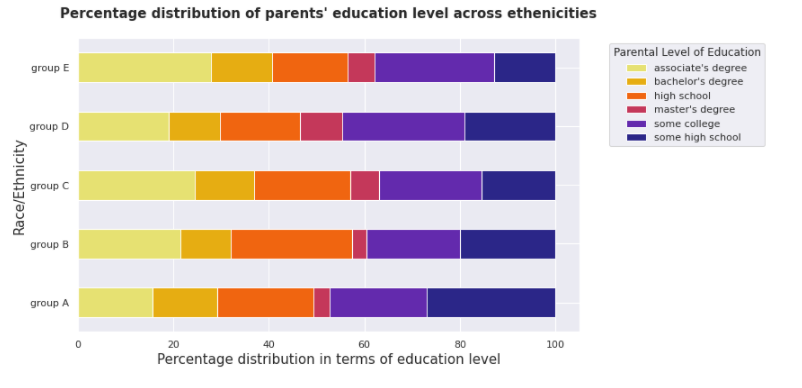 Percentage distribution of parents' education level across ethenicities
Parental Level of Education
associate's degree
bachelor's degree
high school
master's degree
some college
some high school
Race/Ethnicity
group E
group D
group C
group B
group A
0 20 40 60 80 100
Percentage distribution in terms of education level